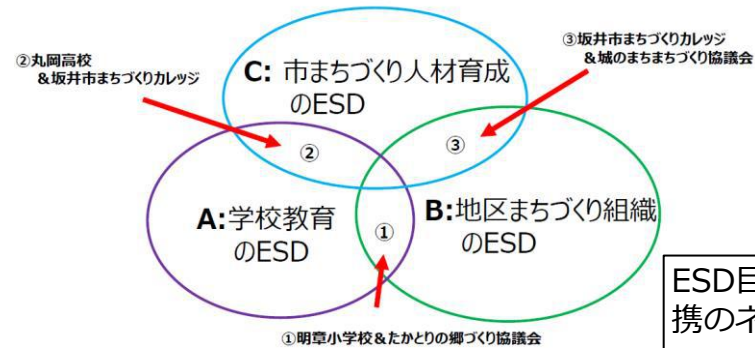 ②丸岡高校
＆坂井市まちづくりカレッジ
③坂井市まちづくりカレッジ
＆城のまちまちづくり協議会
C: 市まちづくり人材育成
のESD
②
③
A:学校教育
のESD
①
B:地区まちづくり組織
のESD
ESD
携のネ
①明章小学校＆たかとりの郷づくり協議会